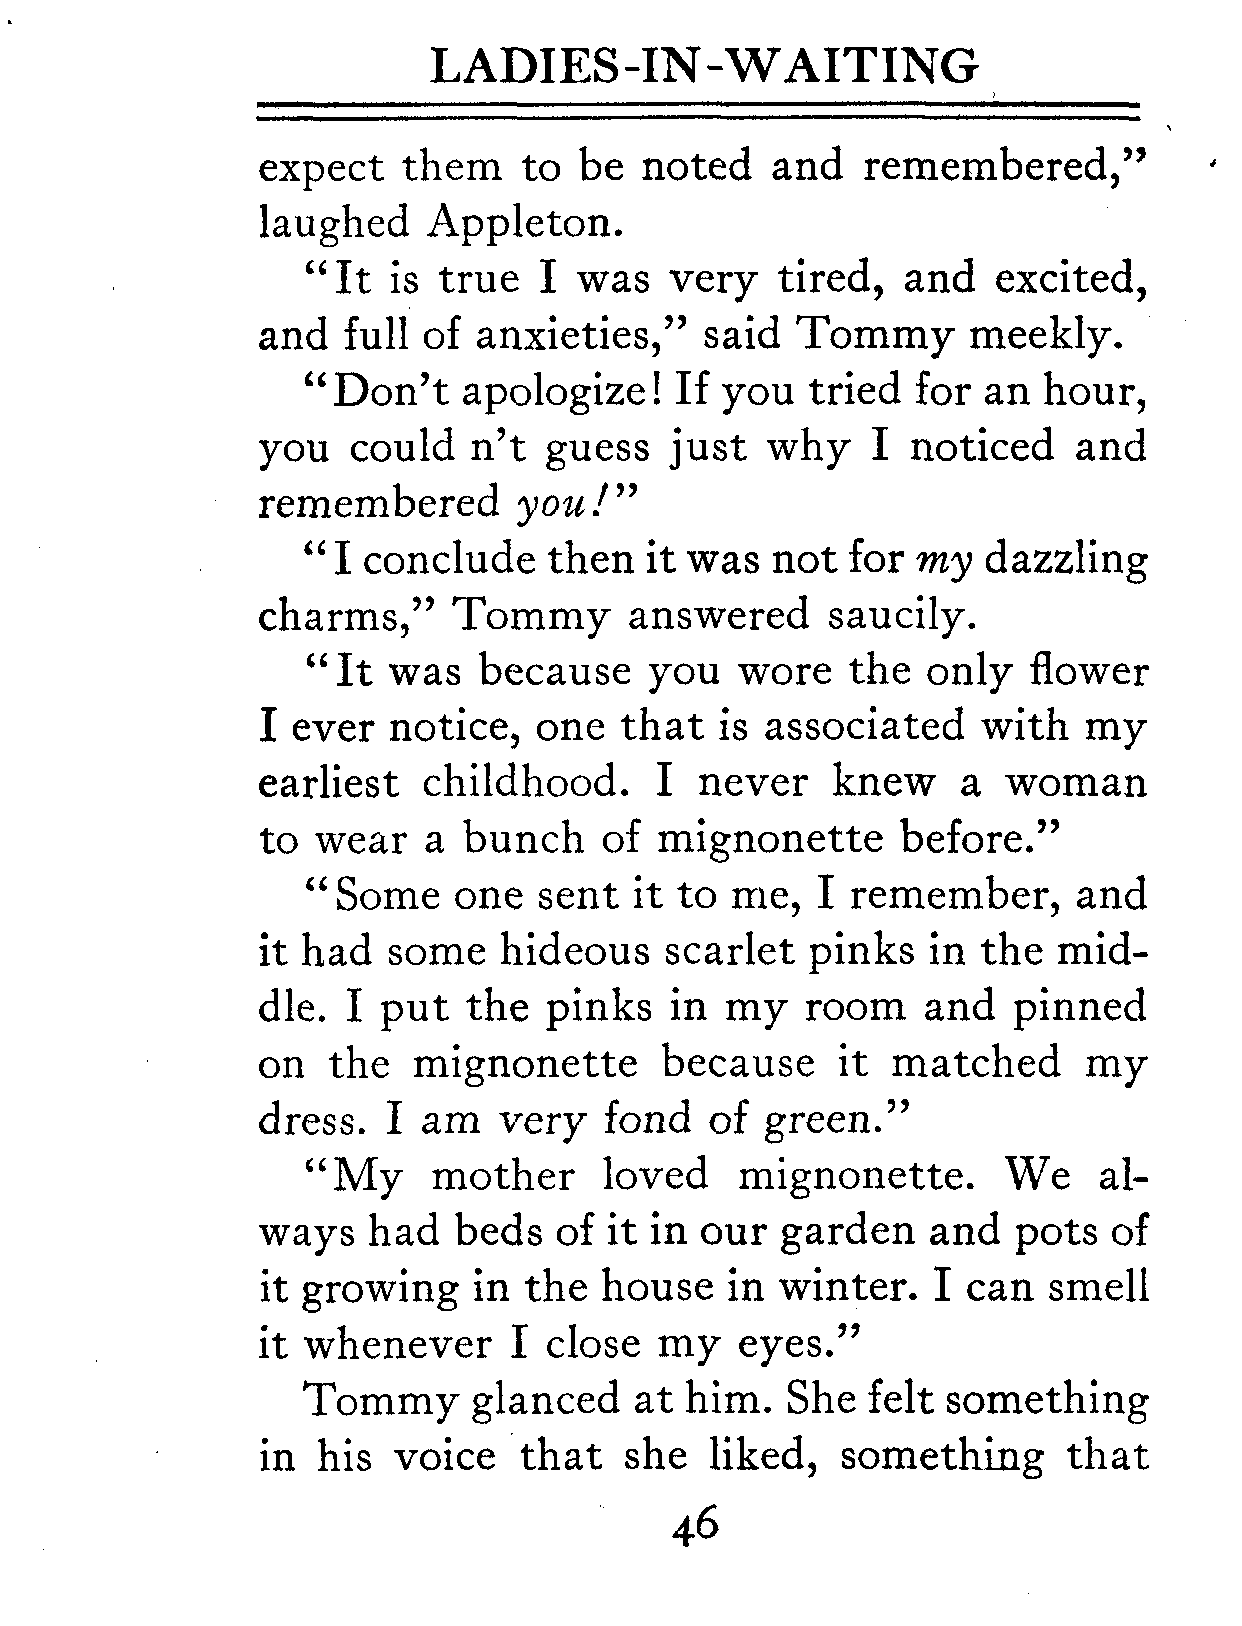 LADIES-IN-WAITING
expect them to be noted and remembered,”
laughed Appleton.
“It is true I was very tired, and excited,
and full of anxieties,” said Tommy meekly.
“Don’t apologize! If you tried for an hour,
you could n’t guess just why I noticed and
remembered you!”
“I conclude then it was not for my dazzling
charms,” Tommy answered saucily.
“It was because you wore the only flower
I ever notice, one that is associated with my
earliest childhood. I never knew a woman
to wear a bunch of mignonette before.”
“Some one sent it to me, I remember, and
it had some hideous scarlet pinks in the mid-
dle. I put the pinks in my room and pinned
on the mignonette because it matched my
dress. I am very fond of green.”
“My mother loved mignonette. We al-
ways had beds of it in our garden and pots of
it growing in the house in winter. I can smell
it whenever I close my eyes.”
Tommy glanced at him. She felt something
in his voice that she liked, something that
46